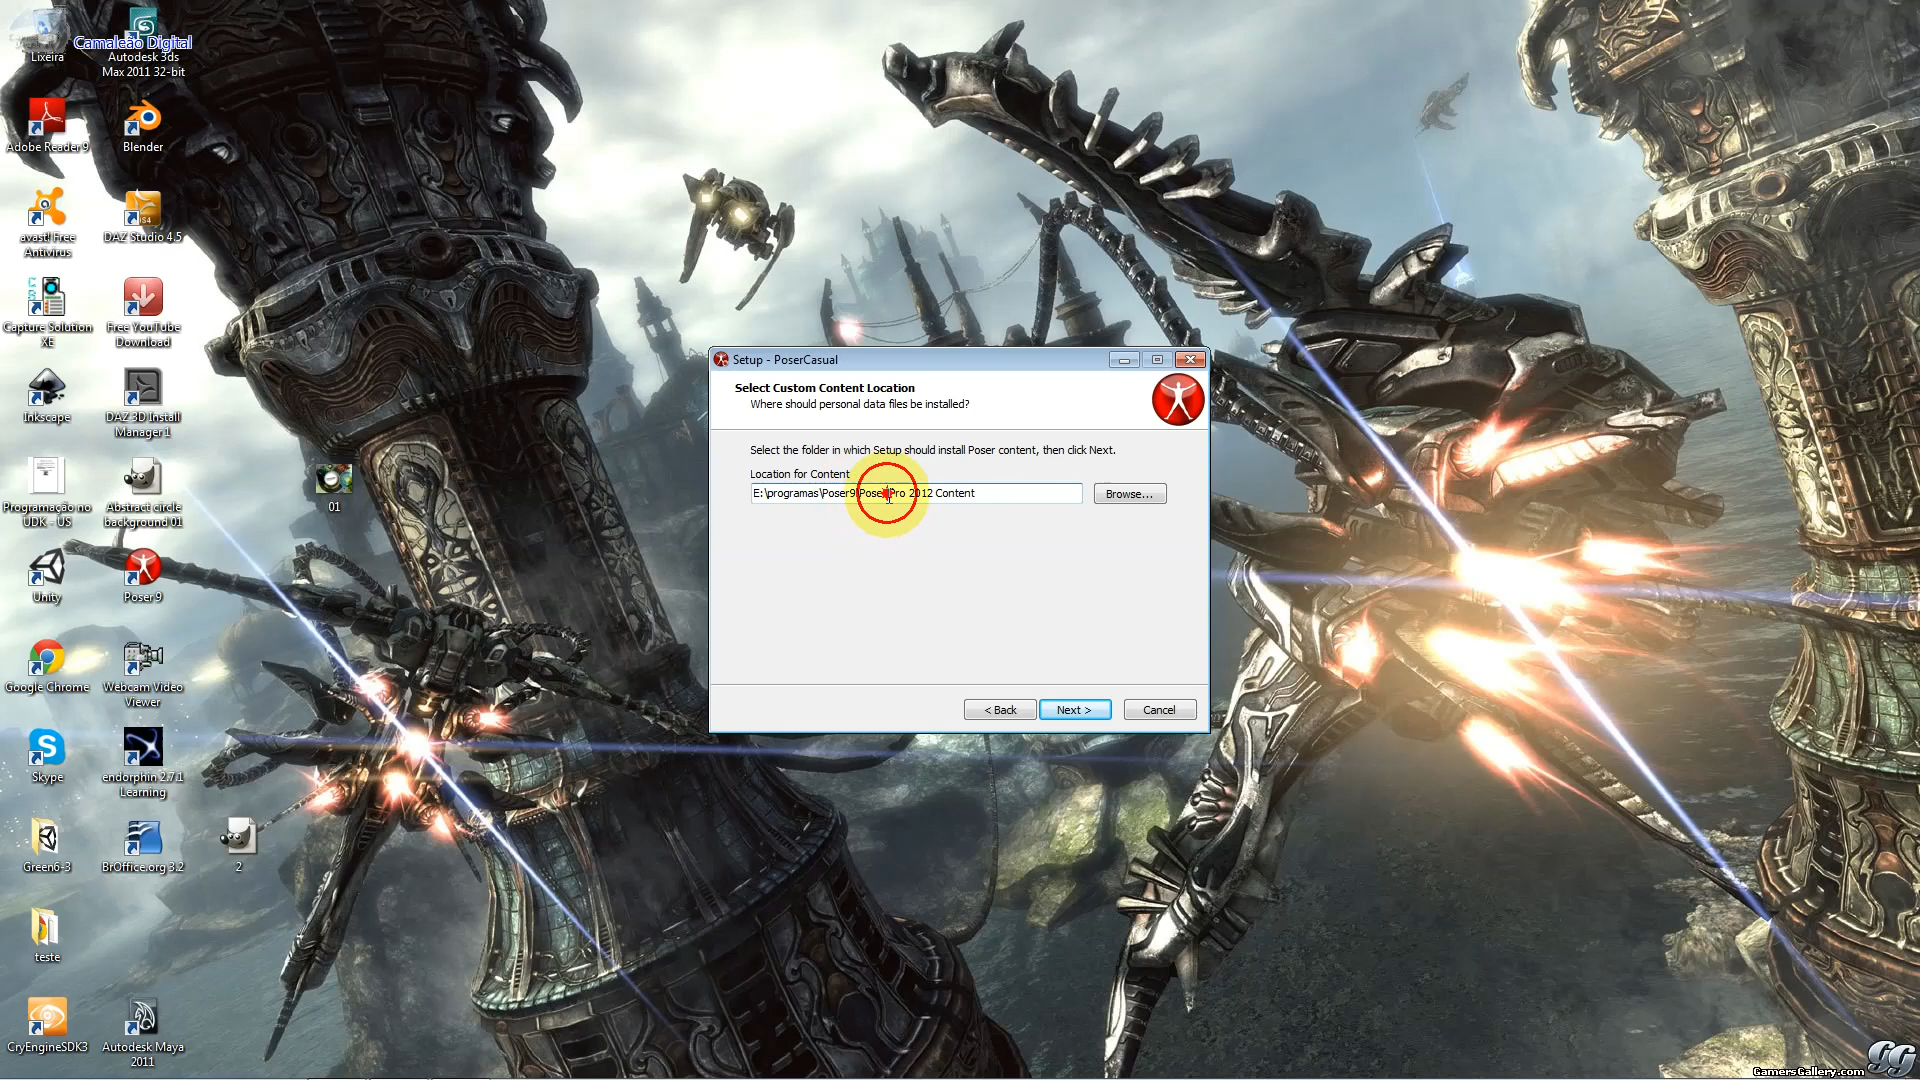 Camaleão Digital
Lixeira
Autodesk 3ds
Max 2011 32-bit
Adobe Reader 9
Blender
avast! Free
Antivirus
DAZ Studio 4.5
Capture Solution
XE
Free YouTube
Download
Inkscape
DAZ 3D Install
Manager1
Programação no
UDK - US
Abstract circle
background 01
01
Unity
Poser 9
Google Chrome
Webcam Video
Viewer
Skype
endorphin 2.7.1
Learning
Green6-3
BrOffice.org 3.2
2
teste
CryEngineSDK3
Autodesk Maya
2011
Setup - PoserCasual
Select Custom Content Location
Where should personal data files be installed?
Select the folder in which Setup should install Poser content, then click Next.
Location for Content
E:\programas\Poser9\Poser Pro 2012 Content
Browse...
< Back
Next >
Cancel
GG
GamersGallery.com